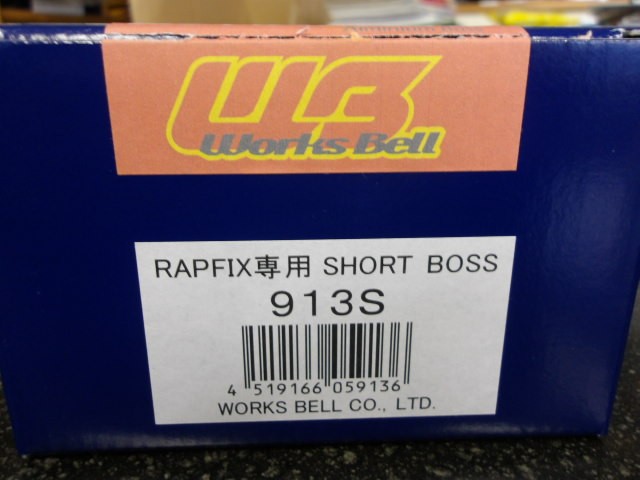 WB
Works Bell
RAPFIX専用 SHORT BOSS
913S
4 519166 059136
WORKS BELL CO., LTD.